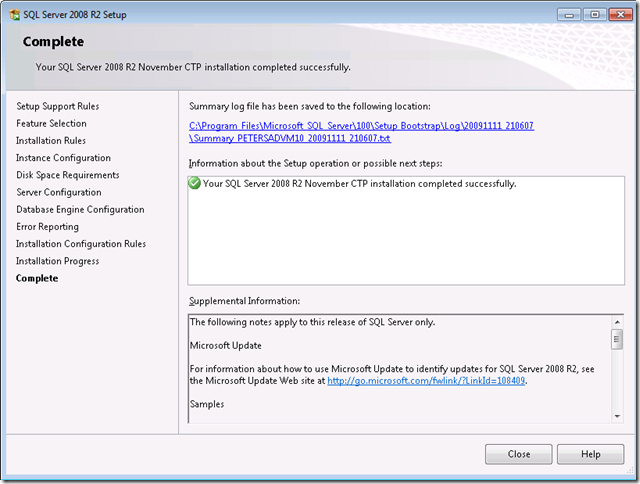 SQL Server 2008 R2 Setup
Complete
Your SQL Server 2008 R2 November CTP installation completed successfully.
Setup Support Rules
Feature Selection
Installation Rules
Instance Configuration
Disk Space Requirements
Server Configuration
Database Engine Configuration
Error Reporting
Installation Configuration Rules
Installation Progress
Complete
Summary log file has been saved to the following location:
C:\Program Files\Microsoft SQL Server\100\Setup Bootstrap\Log\20091111_210607
\Summary_PETERSADVM10_20091111_210607.txt
Information about the Setup operation or possible next steps:
Your SQL Server 2008 R2 November CTP installation completed successfully.
Supplemental Information:
The following notes apply to this release of SQL Server only.
Microsoft Update
For information about how to use Microsoft Update to identify updates for SQL Server 2008 R2, see
the Microsoft Update Web site at http://go.microsoft.com/fwlink/?LinkId=108409.
Samples
Close
Help